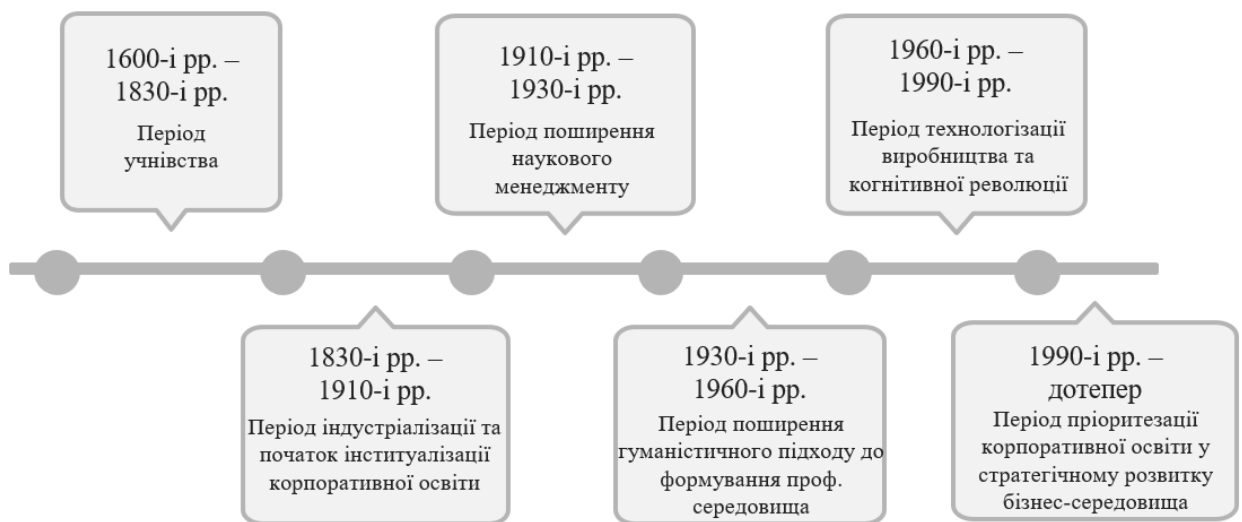 1600-і рр. –
1830-і рр.
Період
учнівства
1830-і рр. –
1910-і рр.
Період індустріалізації та
початок інституалізації
корпоративної освіти
1910-і рр. –
1930-і рр.
Період поширення
наукового
менеджменту
1930-і рр. –
1960-і рр.
Період поширення
гуманістичного підходу до
формування проф.
середовища
1960-і рр. –
1990-і рр.
Період технологізації
виробництва та
когнітивної революції
1990-і рр. –
дотепер
Період пріоритезації
корпоративної освіти у
стратегічному розвитку
бізнес-середовища